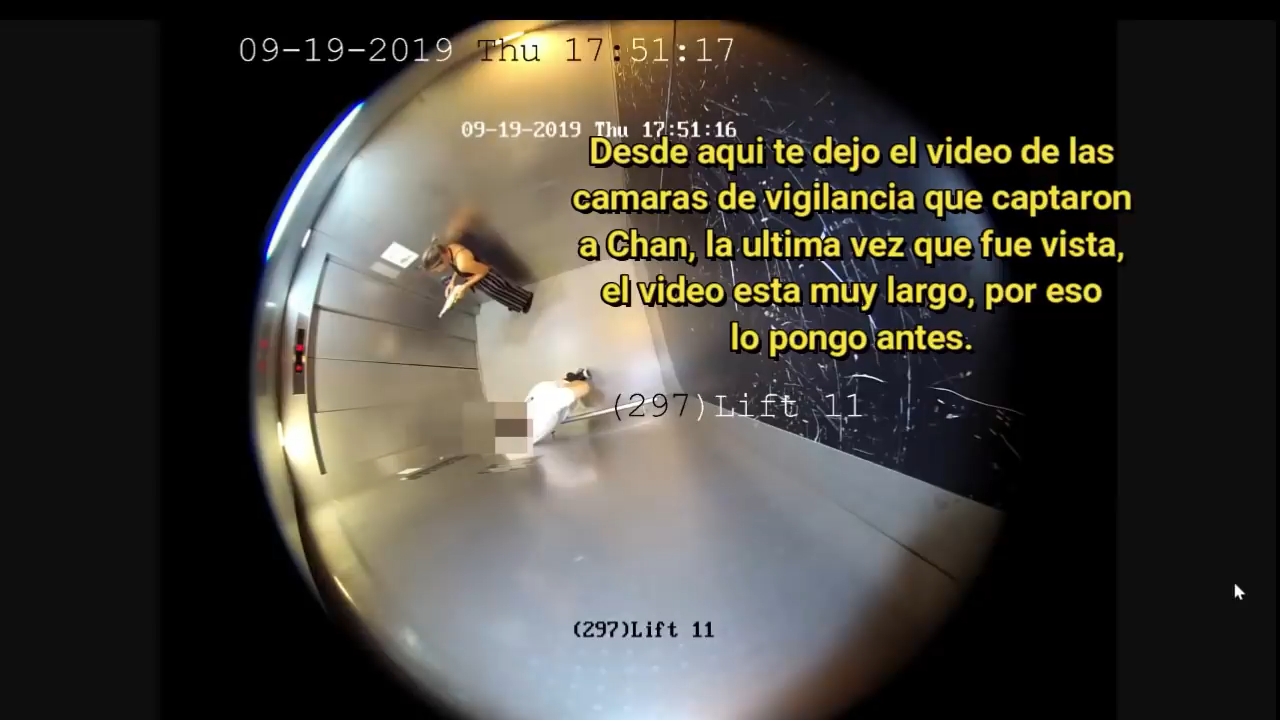 09-19-2019 Thu 17:51:17
09-19-2019 Thu 17:51:16
Desde aqui te dejo el video de las
camaras de vigilancia que captaron
a Chan, la ultima vez que fue vista,
el video esta muy largo, por eso
lo pongo antes.
(297)Lift 11
(297)Lift 11